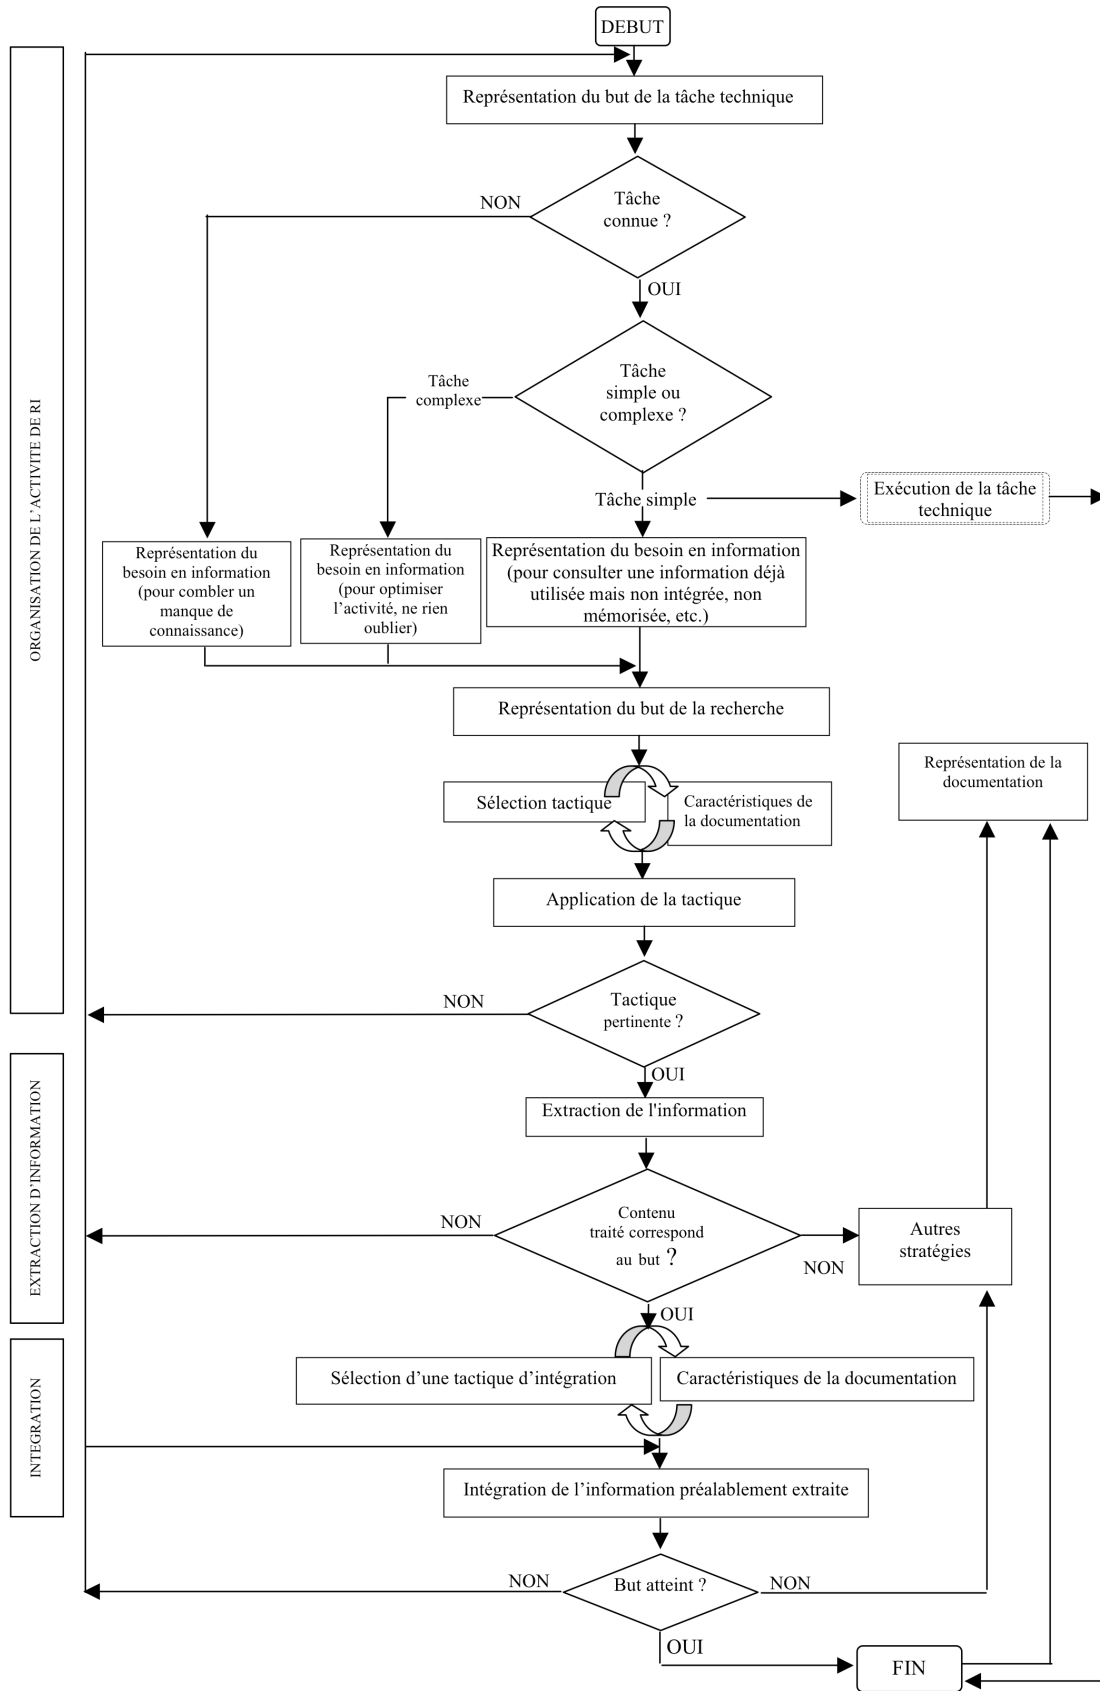 DEBUT
ORGANISATION DE L'ACTIVITE DE RI
Représentation du but de la tâche technique
NON
Tâche
connue ?
OUI
Tâche
complexe
Tâche
simple ou
complexe ?
Tâche simple
Exécution de la tâche
technique
Représentation du
besoin en information
(pour combler un
manque de
connaissance)
Représentation du
besoin en information
(pour optimiser
l'activité, ne rien
oublier)
Représentation du besoin en information
(pour consulter une information déjà
utilisée mais non intégrée, non
mémorisée, etc.)
Représentation du but de la recherche
Sélection tactique
Caractéristiques de
la documentation
Représentation de la
documentation
Application de la tactique
NON
Tactique
pertinente ?
OUI
EXTRACTION D'INFORMATION
Extraction de l'information
NON
Contenu
traité correspond
au but ?
NON
Autres
stratégies
OUI
INTEGRATION
Sélection d'une tactique d'intégration
Caractéristiques de la documentation
Intégration de l'information préalablement extraite
NON
But atteint ?
NON
OUI
FIN